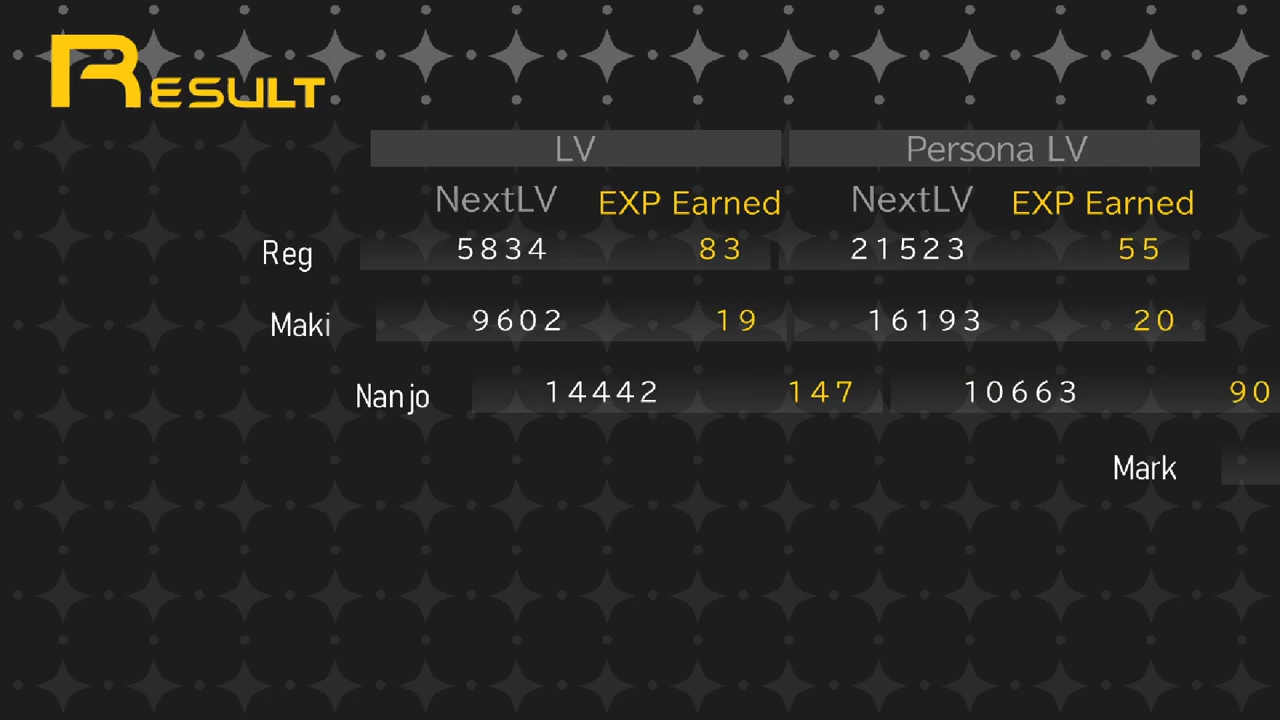 RESULT
LV Persona LV
NextLV EXP Earned NextLV EXP Earned
Reg 5834 83 21523 55
Maki 9602 19 16193 20
Nanjo 14442 147 10663 90
Mark